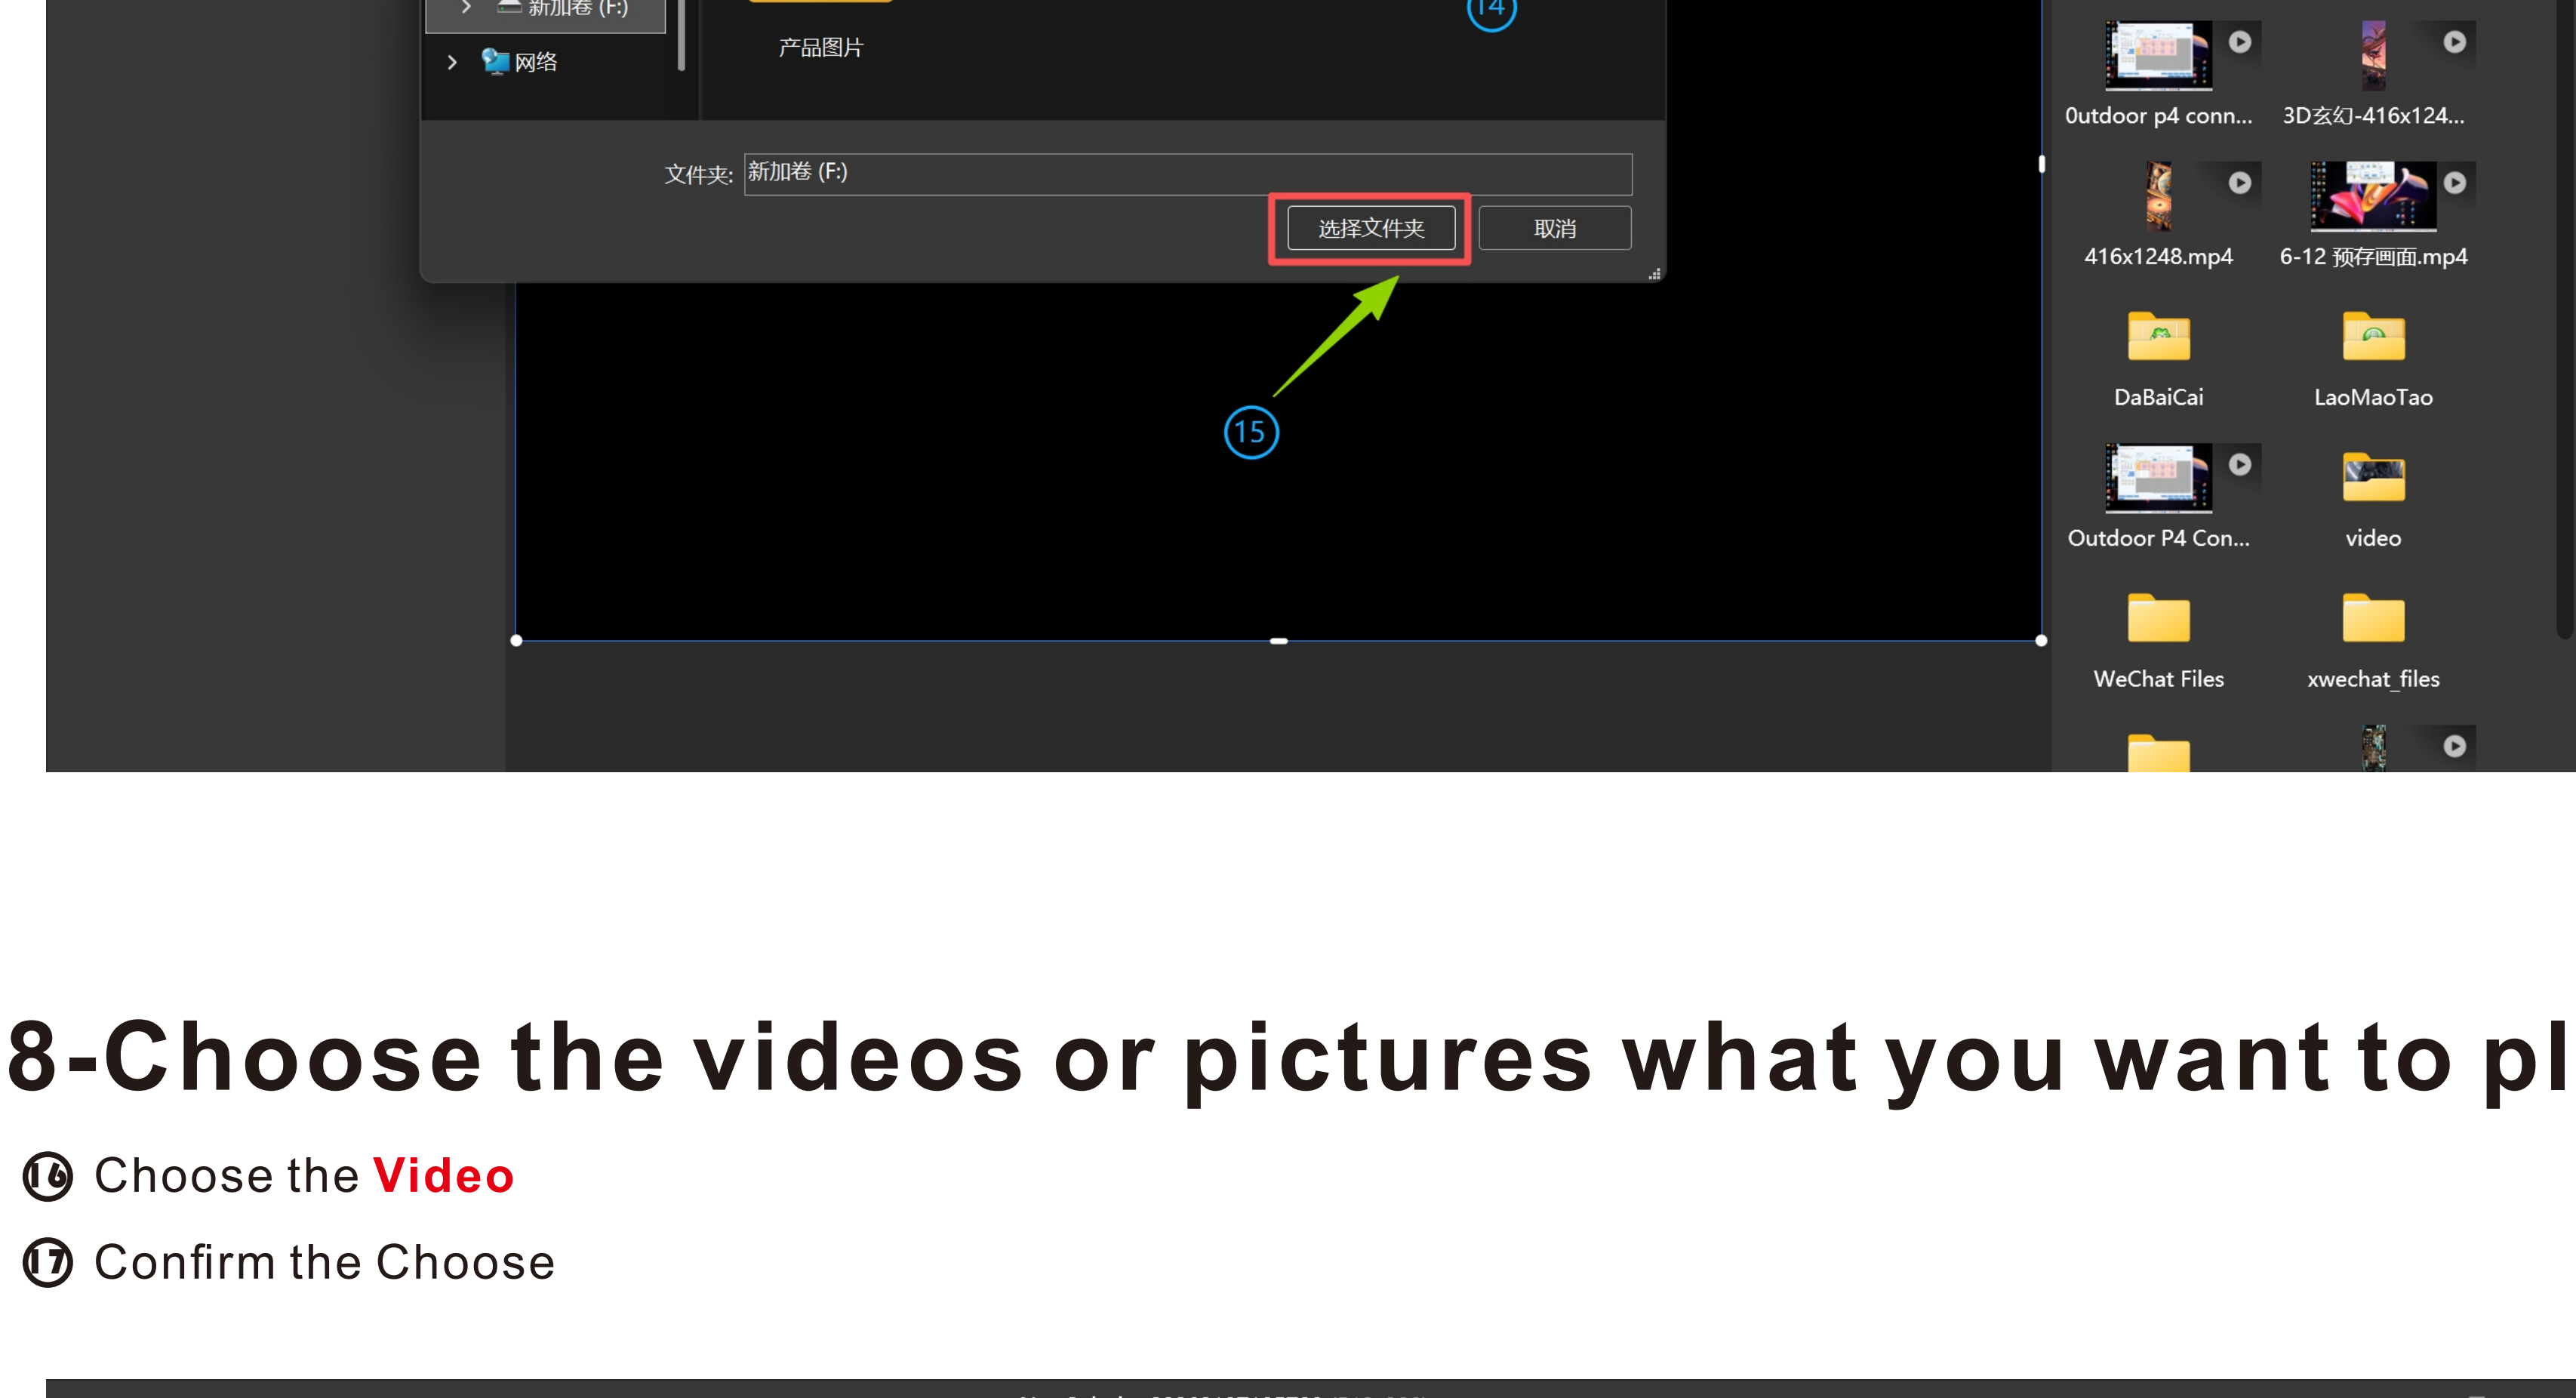 新加卷 (F:)
14
产品图片
网络
0utdoor p4 conn...
3D玄幻-416x124...
文件夹: 新加卷 (F:)
选择文件夹
取消
416x1248.mp4
6-12 预存画面.mp4
DaBaiCai
LaoMaoTao
15
Outdoor P4 Con...
video
WeChat Files
xwechat_files
8-Choose the videos or pictures what you want to pl
16 Choose the Video
17 Confirm the Choose